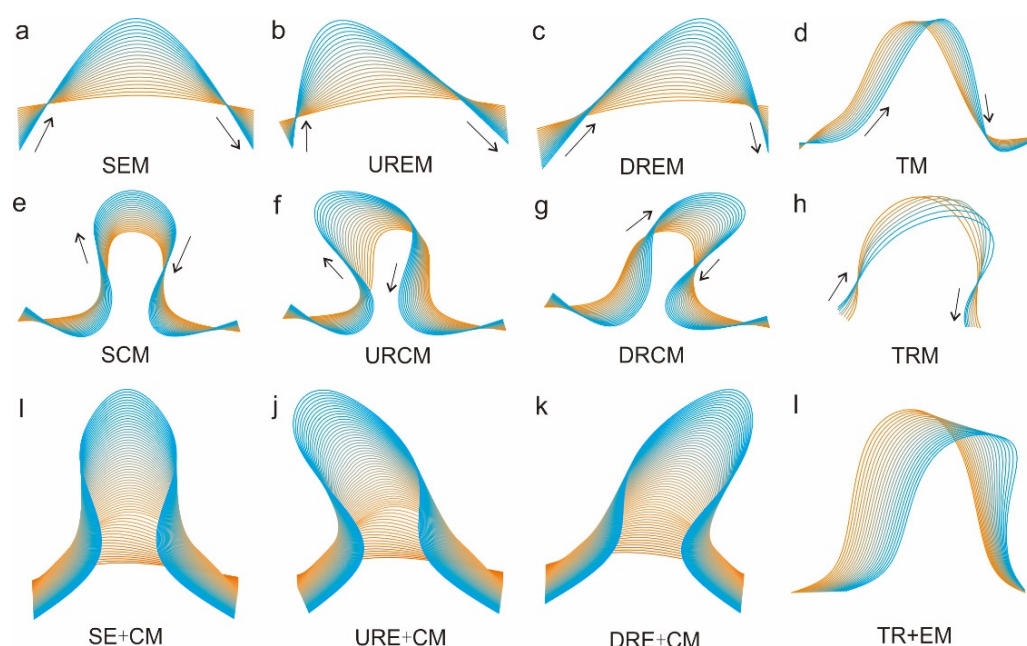 a b c d
SEM UREM DREM TM
e f g h
SCM URCM DRCM TRM
l j k l
SE+CM URE+CM DRE+CM TR+EM